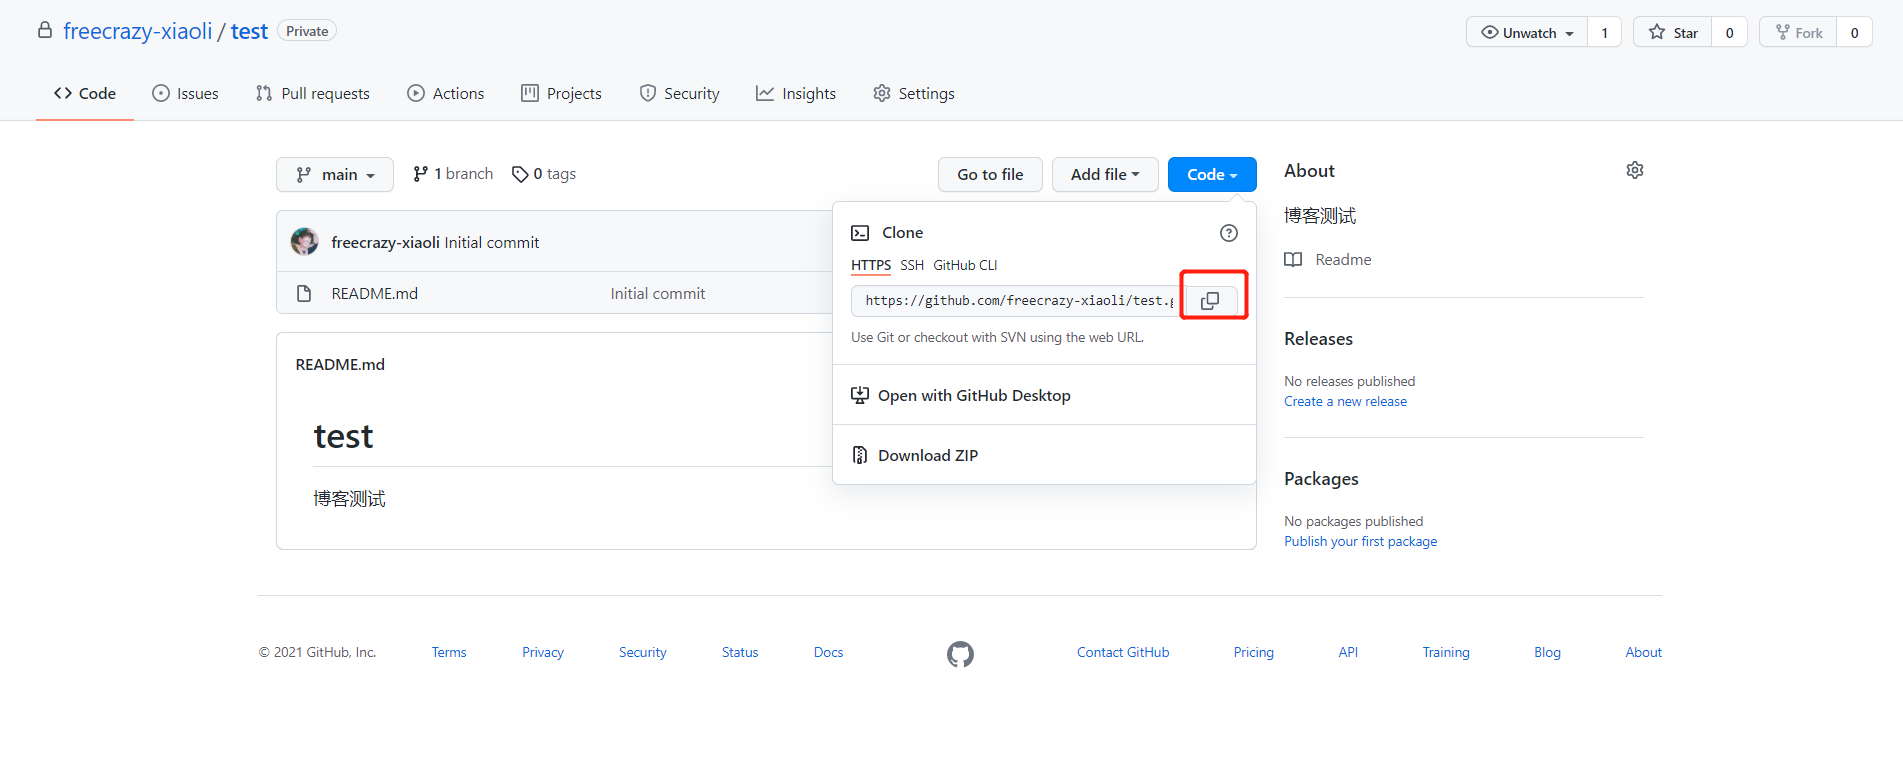 freecrazy-xiaoli / test Private
Unwatch 1 Star 0 Fork 0
Code Issues Pull requests Actions Projects Security Insights Settings
main 1 branch 0 tags
Go to file Add file Code
freecrazy-xiaoli Initial commit
README.md Initial commit
README.md
test
博客测试
Clone
HTTPS SSH GitHub CLI
https://github.com/freecrazy-xiaoli/test.g
Use Git or checkout with SVN using the web URL.
Open with GitHub Desktop
Download ZIP
About
博客测试
Readme
Releases
No releases published
Create a new release
Packages
No packages published
Publish your first package
© 2021 GitHub, Inc. Terms Privacy Security Status Docs Contact GitHub Pricing API Training Blog About